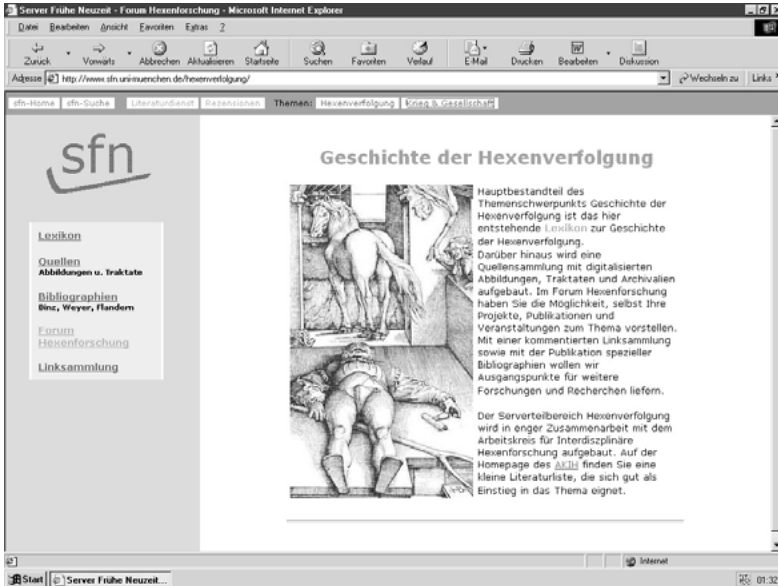 Server Frühe Neuzeit - Forum Hexenforschung - Microsoft Internet Explorer
Datei Bearbeiten Ansicht Favoriten Extras ?
Zurück Vorwärts Abbrechen Aktualisieren Startseite Suchen Favoriten Verlauf E-Mail Drucken Bearbeiten Diskussion
Adresse http://www.sfn.uni-muenchen.de/hexenverfolgung/ Wechseln zu Links
sfn-Home sfn-Suche Literaturdienst Rezensionen Themen: Hexenverfolgung Krieg & Gesellschaft
sfn
Lexikon
Quellen
Abbildungen u. Traktate
Bibliographien
Binz, Weyer, Flandern
Forum
Hexenforschung
Linksammlung
Geschichte der Hexenverfolgung
Hauptbestandteil des
Themenschwerpunkts Geschichte der
Hexenverfolgung ist das hier
entstehende Lexikon zur Geschichte
der Hexenverfolgung.
Darüber hinaus wird eine
Quellensammlung mit digitalisierten
Abbildungen, Traktaten und Archivalien
aufgebaut. Im Forum Hexenforschung
haben Sie die Möglichkeit, selbst Ihre
Projekte, Publikationen und
Veranstaltungen zum Thema vorstellen.
Mit einer kommentierten Linksammlung
sowie mit der Publikation spezieller
Bibliographien wollen wir
Ausgangspunkte für weitere
Forschungen und Recherchen liefern.
Der Serverteilbereich Hexenverfolgung
wird in enger Zusammenarbeit mit dem
Arbeitskreis für Interdiszplinäre
Hexenforschung aufgebaut. Auf der
Homepage des AKIH finden Sie eine
kleine Literaturliste, die sich gut als
Einstieg in das Thema eignet.
Internet
Start Server Frühe Neuzeit... 01:32